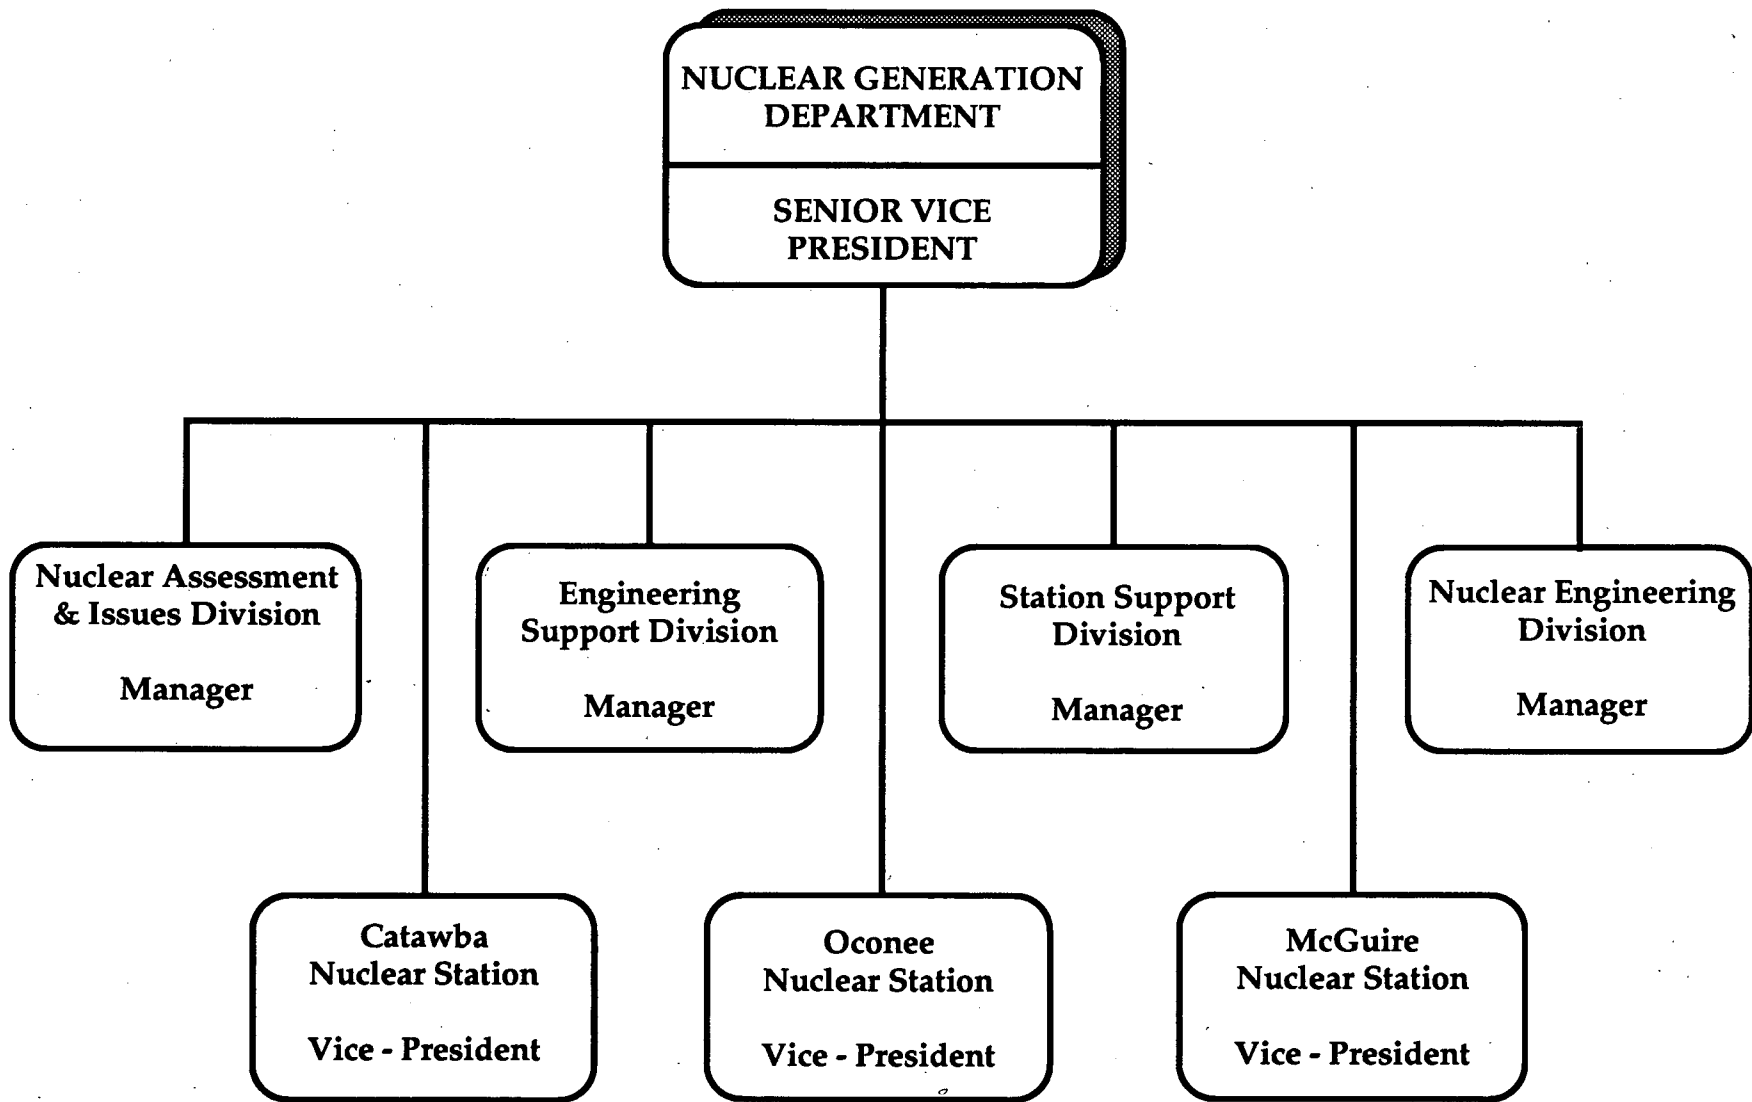 NUCLEAR GENERATION
DEPARTMENT
SENIOR VICE
PRESIDENT
Nuclear Assessment
& Issues Division
Manager
Engineering
Support Division
Manager
Station Support
Division
Manager
Nuclear Engineering
Division
Manager
Catawba
Nuclear Station
Vice - President
Oconee
Nuclear Station
Vice - President
McGuire
Nuclear Station
Vice - President